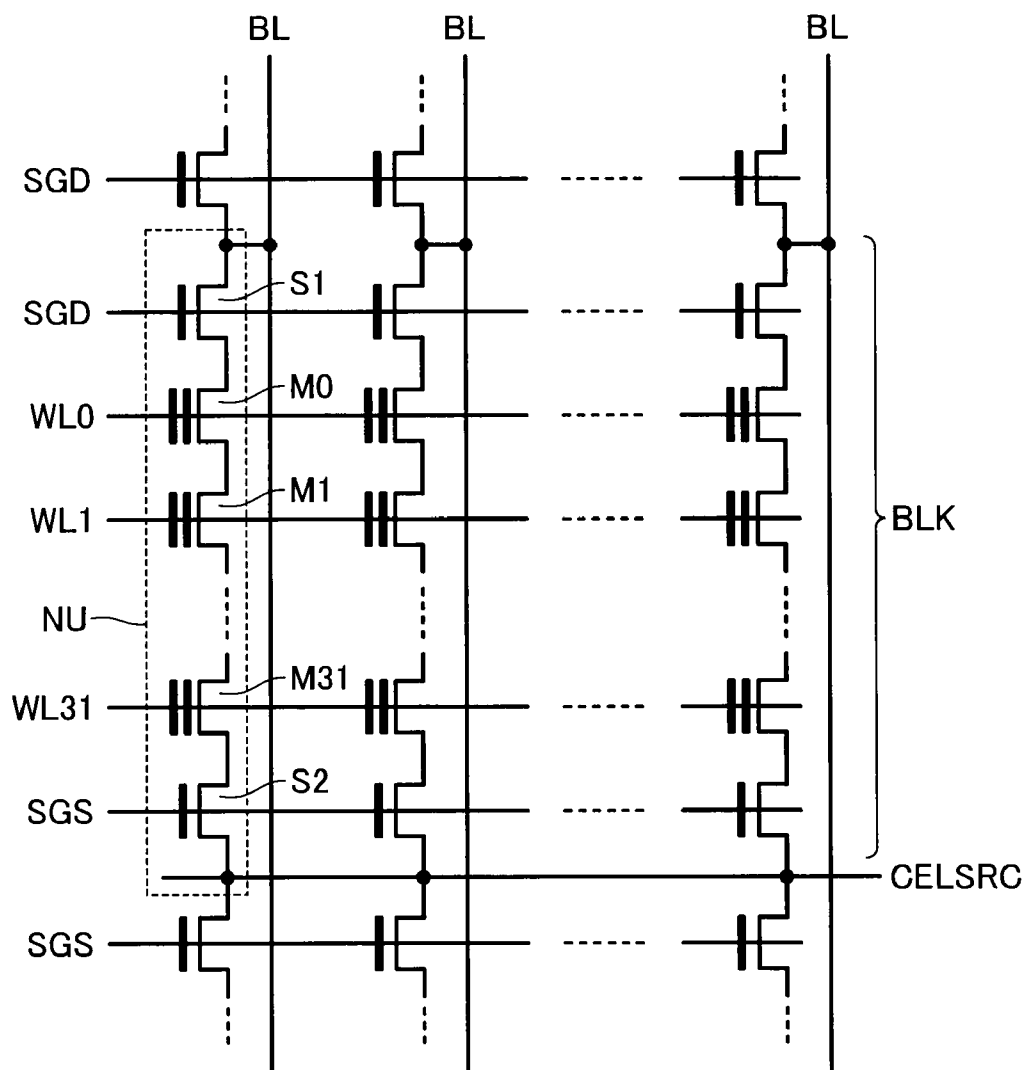 BL BL BL
SGD
SGD S1
WL0 M0
WL1 M1
BLK
NU
WL31 M31
SGS S2
CELSRC
SGS